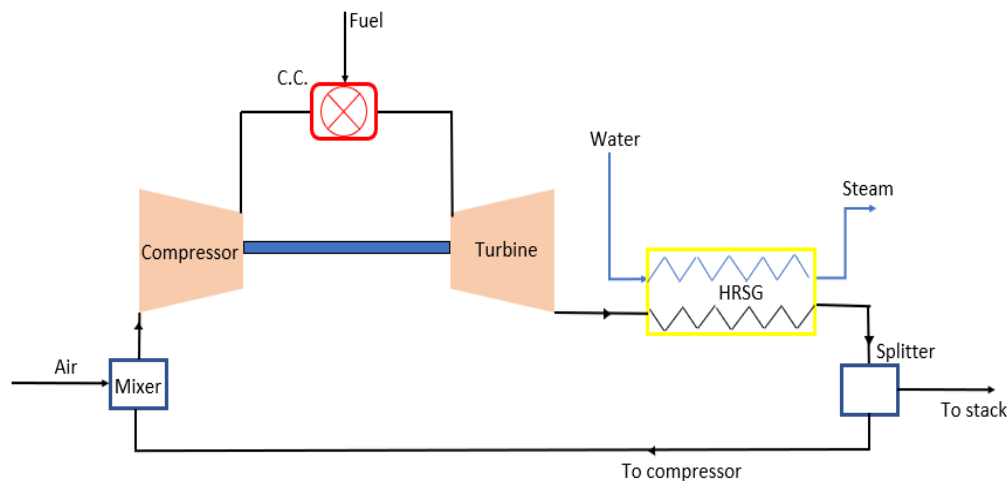 Fuel
C.C.
Water
Steam
Compressor
Turbine
HRSG
Splitter
Air
Mixer
To stack
To compressor